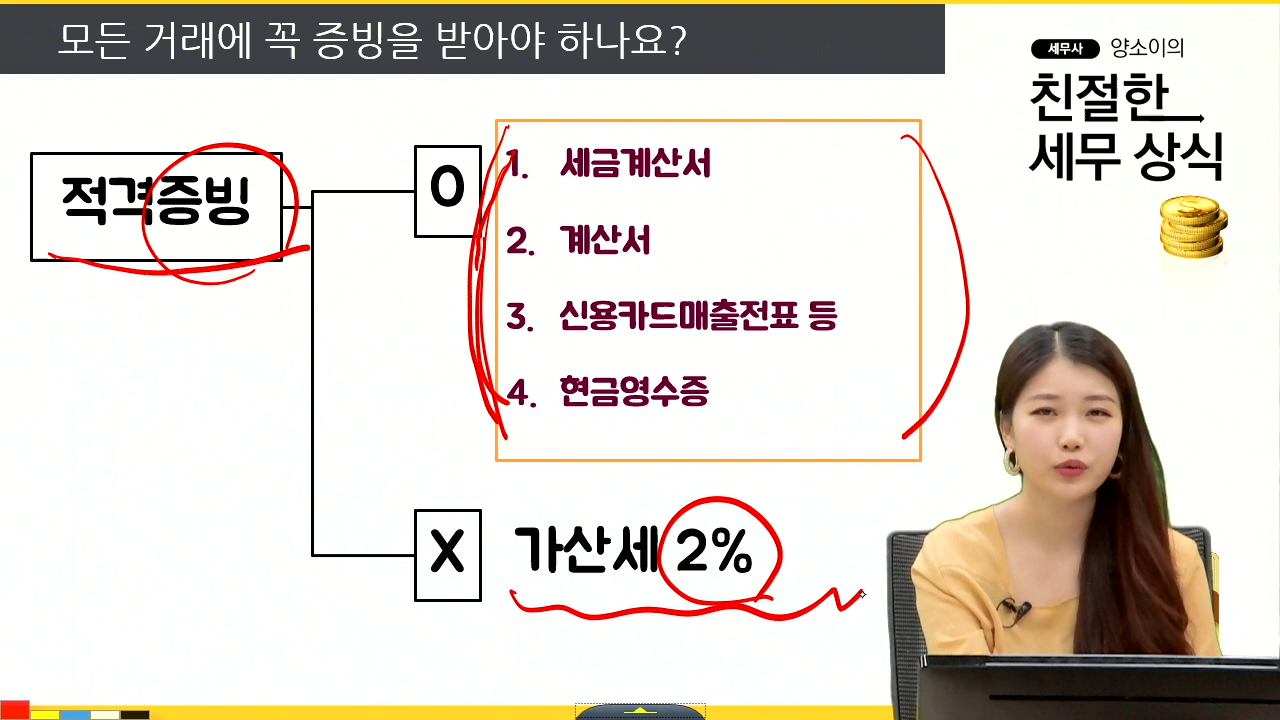 모든 거래에 꼭 증빙을 받아야 하나요?
세무사 양소이의
친절한
세무 상식
적격증빙
O
1. 세금계산서
2. 계산서
3. 신용카드매출전표 등
4. 현금영수증
X
가산세 2%